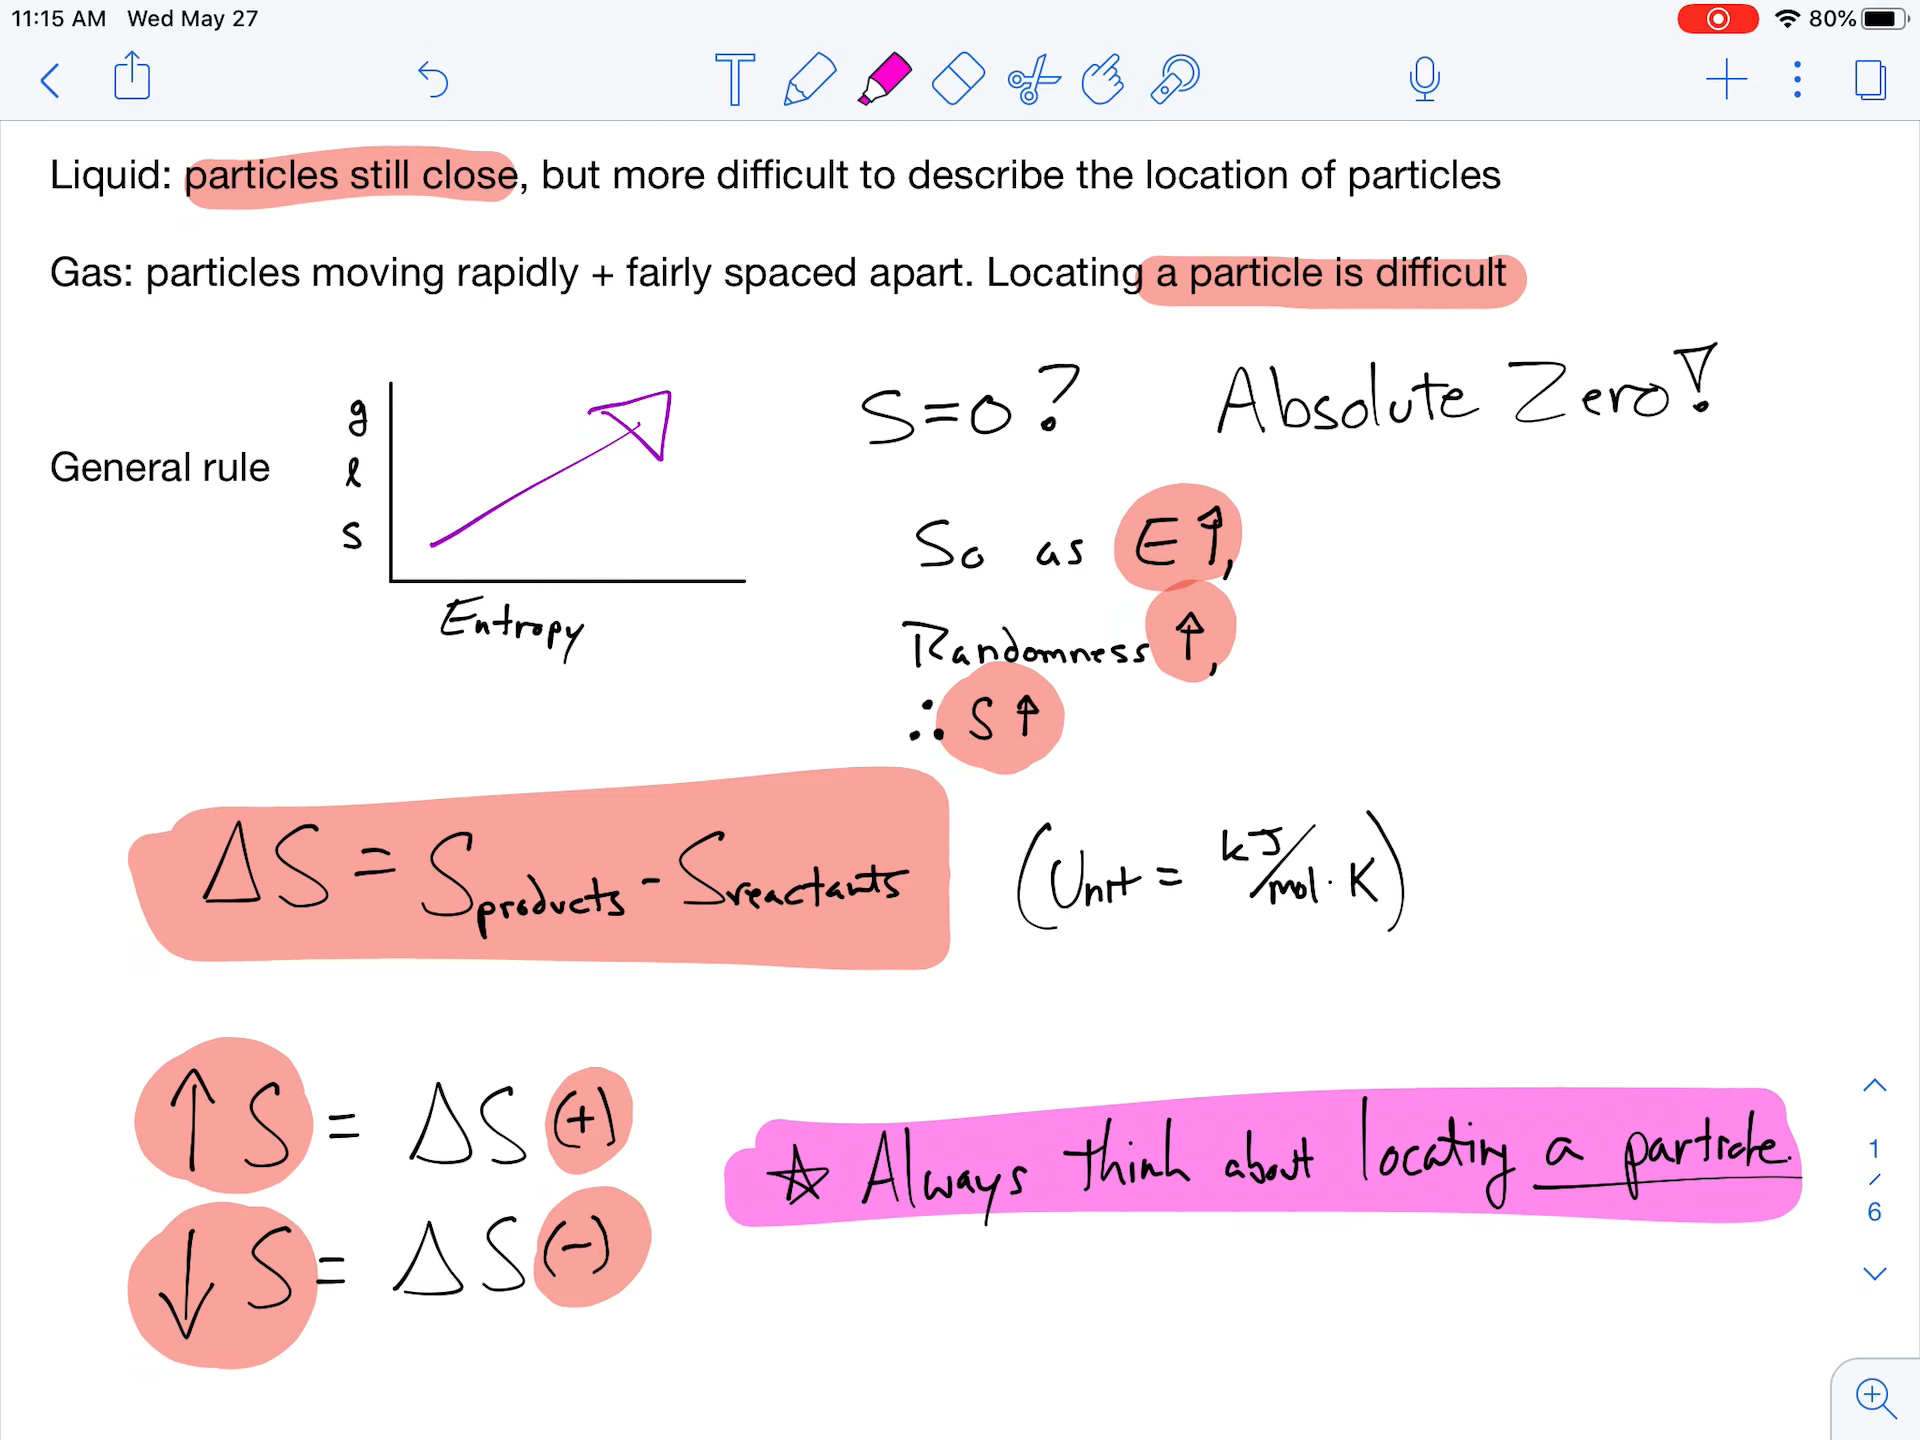 11:15 AM Wed May 27 80%
Liquid: particles still close, but more difficult to describe the location of particles
Gas: particles moving rapidly + fairly spaced apart. Locating a particle is difficult
General rule
g
l
s
Entropy
S=0? Absolute Zero!
So as E↑,
Randomness ↑,
∴ S↑
ΔS = Sproducts - Sreactants (Unit = kJ/mol·K)
↑S = ΔS (+)
↓S = ΔS (-)
☆ Always think about locating a particle.
1
/
6